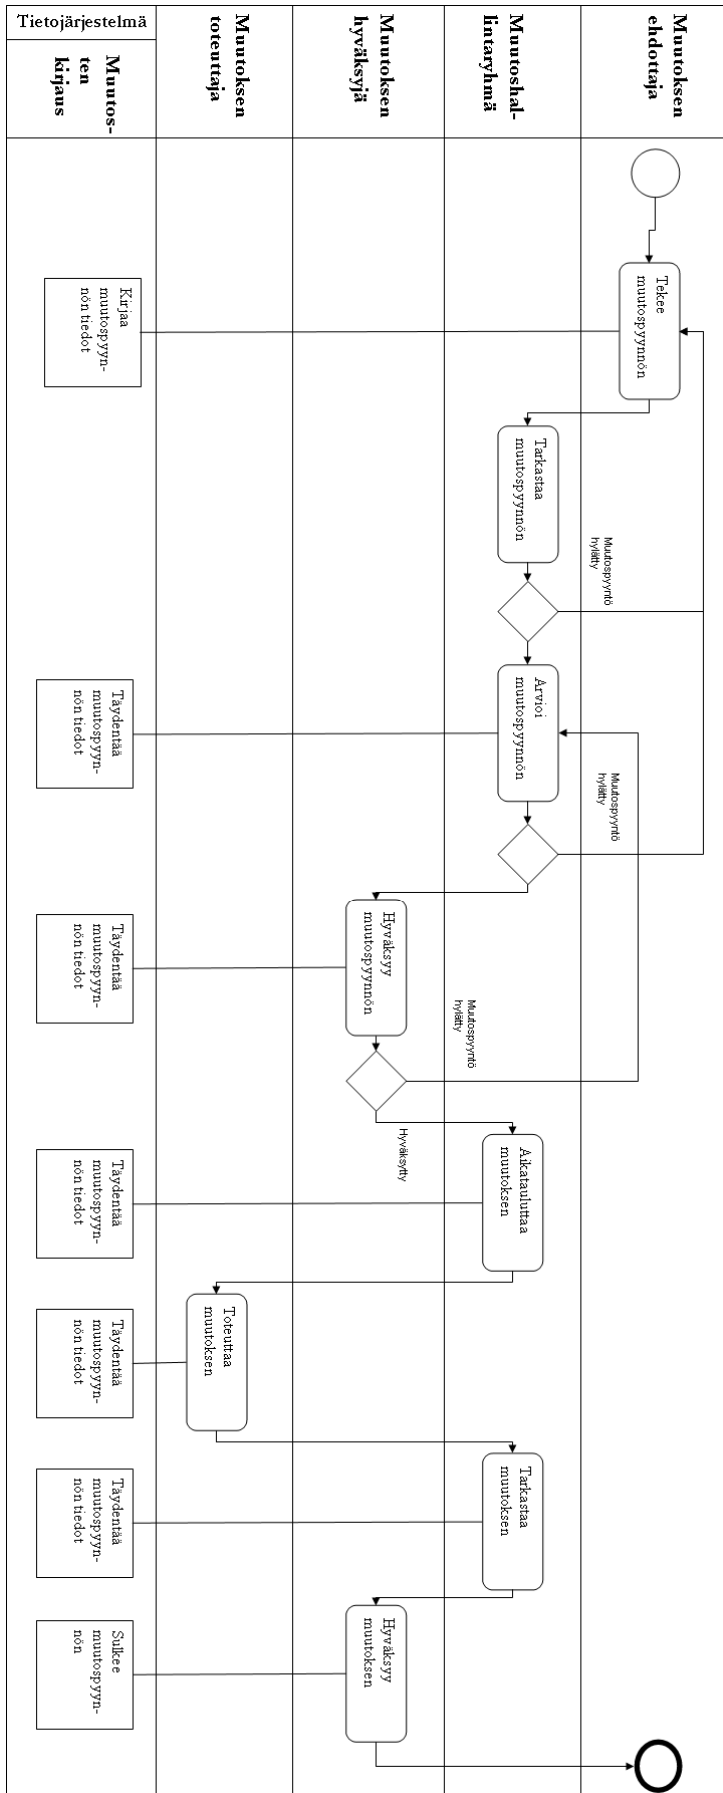 Muutoksen
ehdottaja
Muutoshal-
lintaryhmä
Muutoksen
hyväksyjä
Muutoksen
toteuttaja
Tietojärjestelmä
Muutos-
ten
kirjaus
Tekee
muutospyynnön
Kirjaa
muutospyyn-
nön tiedot
Tarkastaa
muutospyynnön
Muutospyyntö
hylätty
Arvioi
muutospyynnön
Täydentää
muutospyyn-
nön tiedot
Muutospyyntö
hylätty
Hyväksyy
muutospyynnön
Täydentää
muutospyyn-
nön tiedot
Muutospyyntö
hylätty
Hyväksytty
Aikatauluttaa
muutoksen
Täydentää
muutospyyn-
nön tiedot
Toteuttaa
muutoksen
Täydentää
muutospyyn-
nön tiedot
Tarkastaa
muutoksen
Täydentää
muutospyyn-
nön tiedot
Hyväksyy
muutoksen
Sulkee
muutospyyn-
nön